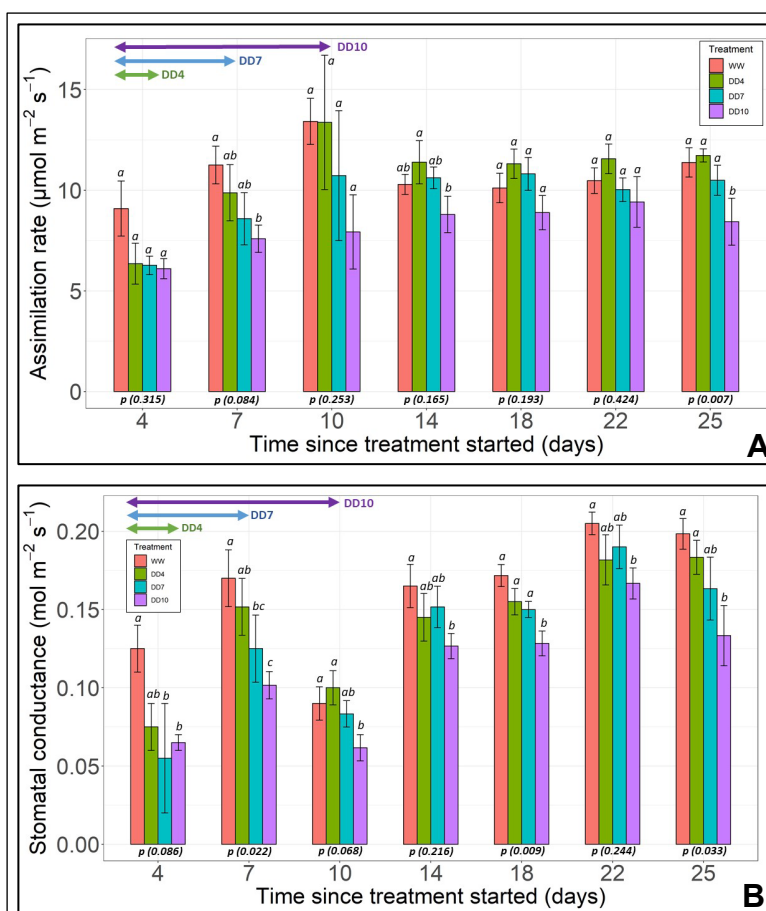 DD10
DD7
DD4
Treatment
WW
DD4
DD7
DD10
Assimilation rate (µmol m−2 s−1)
15
10
5
0
a a a a
a ab ab b
a a a a
ab a ab b
a a a a
a a a a
a a a b
p (0.315) p (0.084) p (0.253) p (0.165) p (0.193) p (0.424) p (0.007)
4 7 10 14 18 22 25
Time since treatment started (days)
A
DD10
DD7
DD4
Treatment
WW
DD4
DD7
DD10
Stomatal conductance (mol m−2 s−1)
0.20
0.15
0.10
0.05
0.00
a ab b b
a ab bc c
a a ab b
a ab ab b
a a a b
a ab ab b
a a ab b
p (0.086) p (0.022) p (0.068) p (0.216) p (0.009) p (0.244) p (0.033)
4 7 10 14 18 22 25
Time since treatment started (days)
B